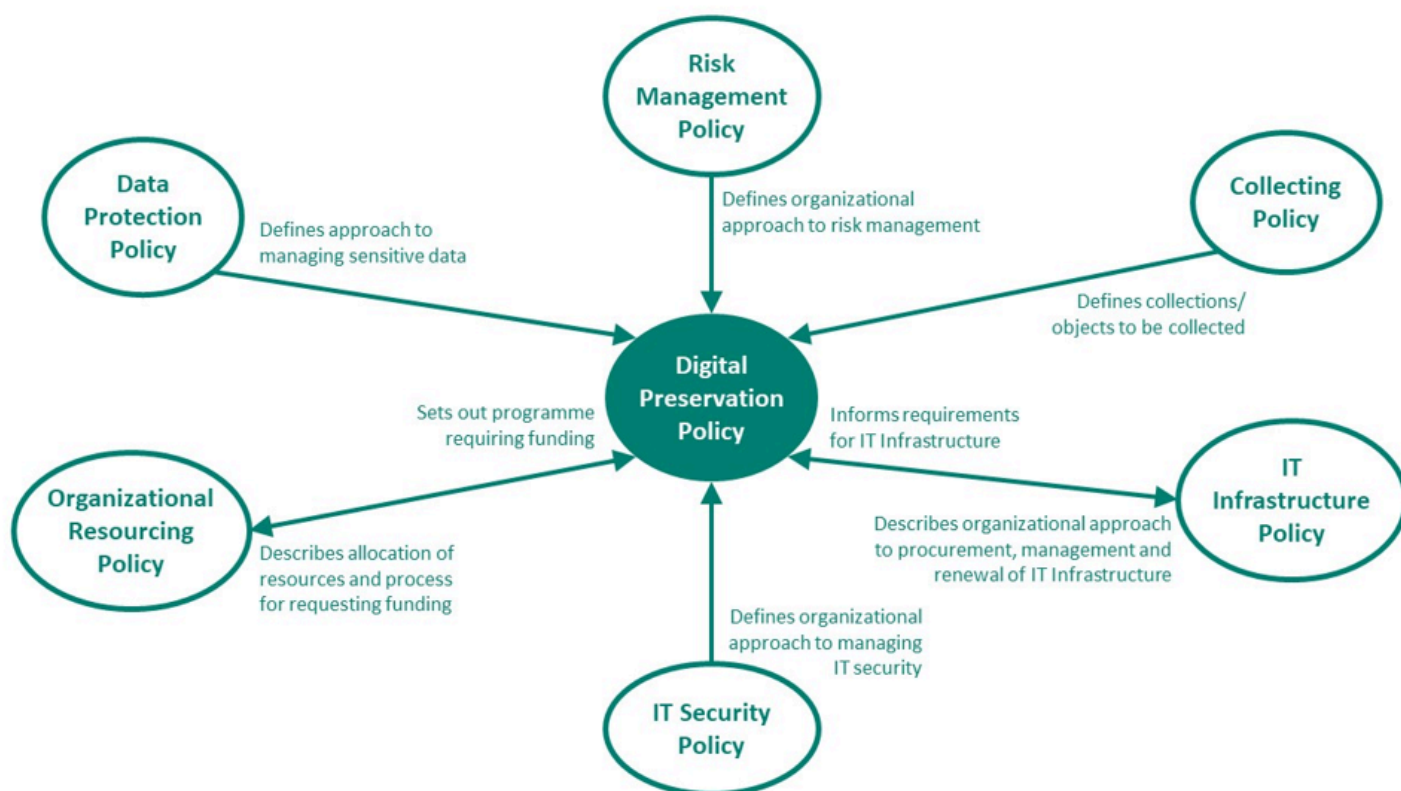 Risk
Management
Policy
Data
Protection
Policy
Defines approach to
managing sensitive data
Defines organizational
approach to risk management
Collecting
Policy
Defines collections/
objects to be collected
Digital
Preservation
Policy
Sets out programme
requiring funding
Informs requirements
for IT Infrastructure
Organizational
Resourcing
Policy
Describes allocation of
resources and process
for requesting funding
Describes organizational approach
to procurement, management and
renewal of IT Infrastructure
IT
Infrastructure
Policy
Defines organizational
approach to managing
IT security
IT Security
Policy